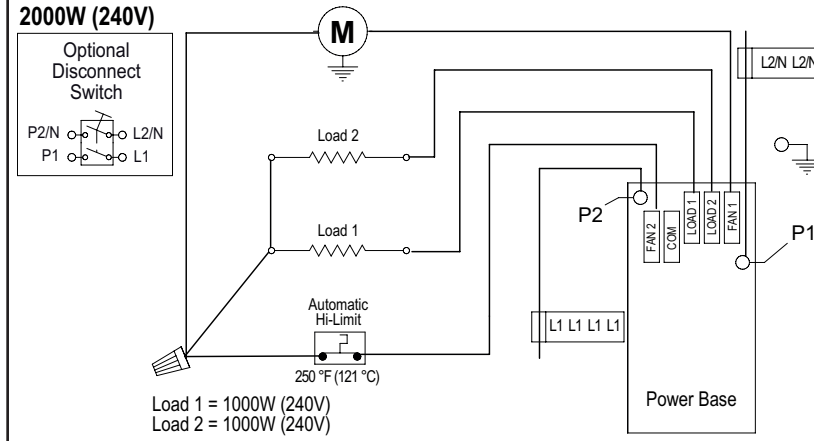 2000W (240V)
Optional
Disconnect
Switch
P2/N
L2/N
P1
L1
M
L2/N L2/N
Load 2
Load 1
P2
FAN 2
COM
LOAD 1
LOAD 2
FAN 1
P1
Automatic
Hi-Limit
L1 L1 L1 L1
250 °F (121 °C)
Power Base
Load 1 = 1000W (240V)
Load 2 = 1000W (240V)